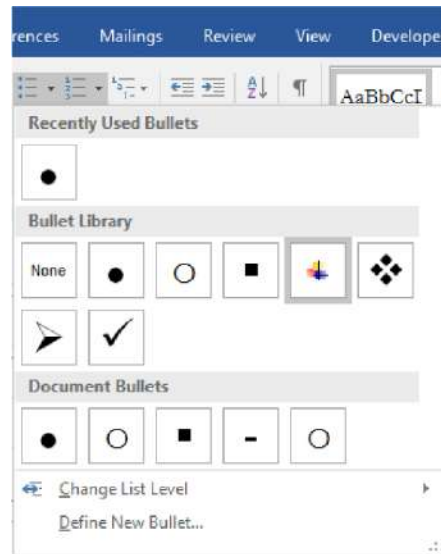 rences Mailings Review View Develope
AaBbCcI
Recently Used Bullets
Bullet Library
None
Document Bullets
Change List Level
Define New Bullet...